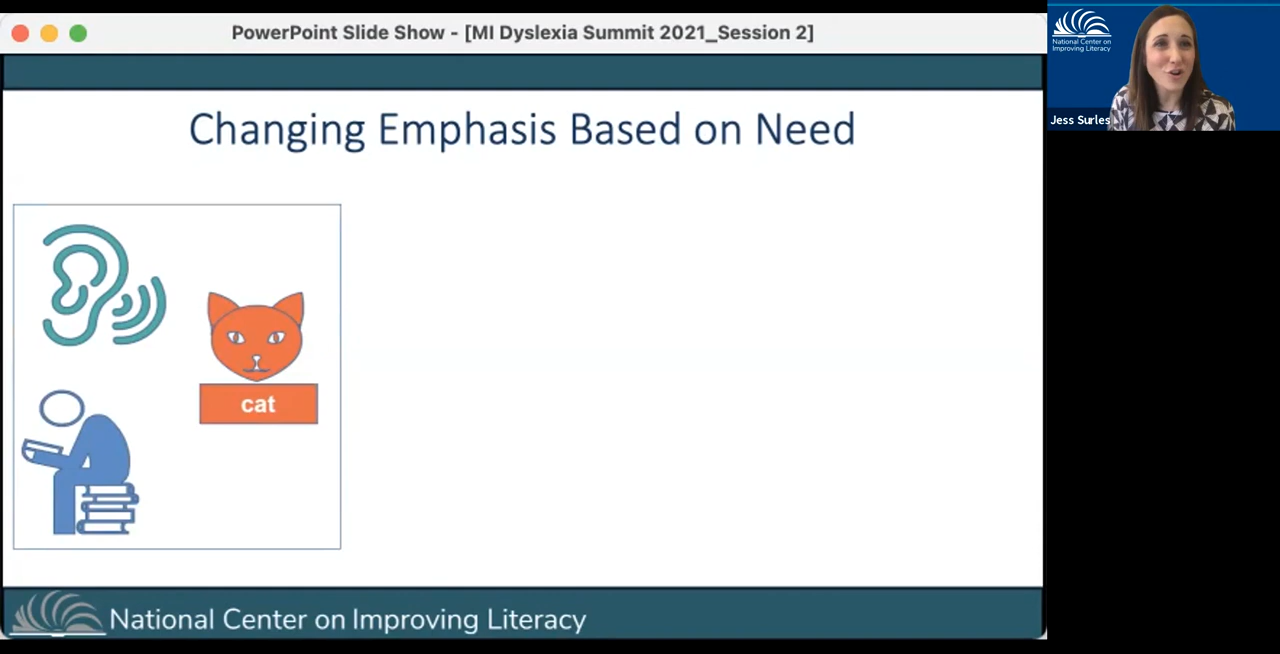 PowerPoint Slide Show - [MI Dyslexia Summit 2021_Session 2]
National Center on
Improving Literacy
Jess Surles
Changing Emphasis Based on Need
cat
National Center on Improving Literacy